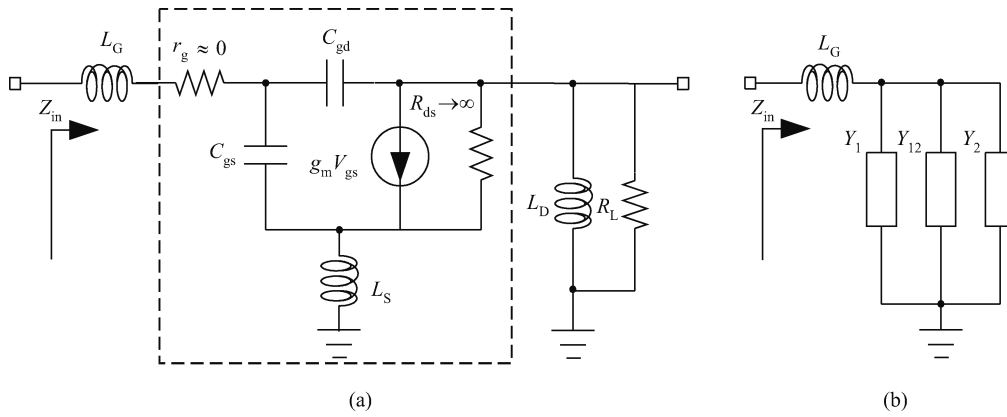 L_G
r_g ≈ 0
C_gd
Z_in
C_gs
g_m V_gs
R_ds→∞
L_S
L_D
R_L
(a)
L_G
Z_in
Y_1
Y_12
Y_2
(b)